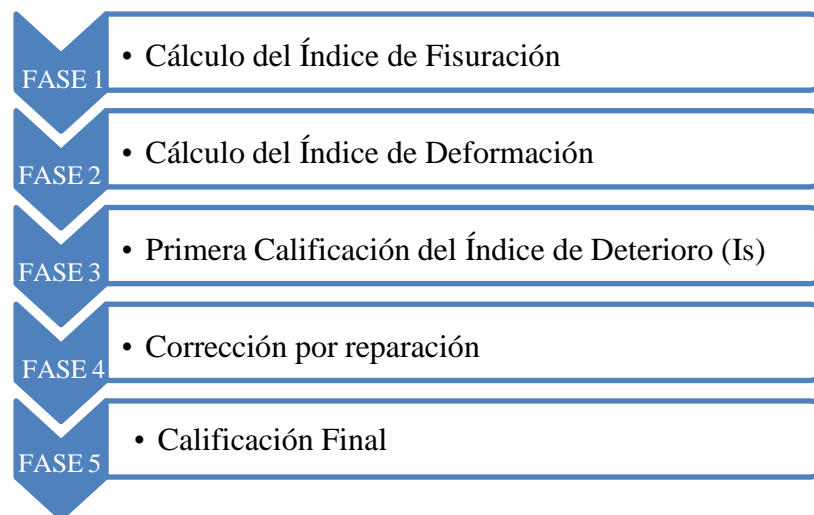 FASE 1
• Cálculo del Índice de Fisuración
FASE 2
• Cálculo del Índice de Deformación
FASE 3
• Primera Calificación del Índice de Deterioro (Is)
FASE 4
• Corrección por reparación
FASE 5
• Calificación Final